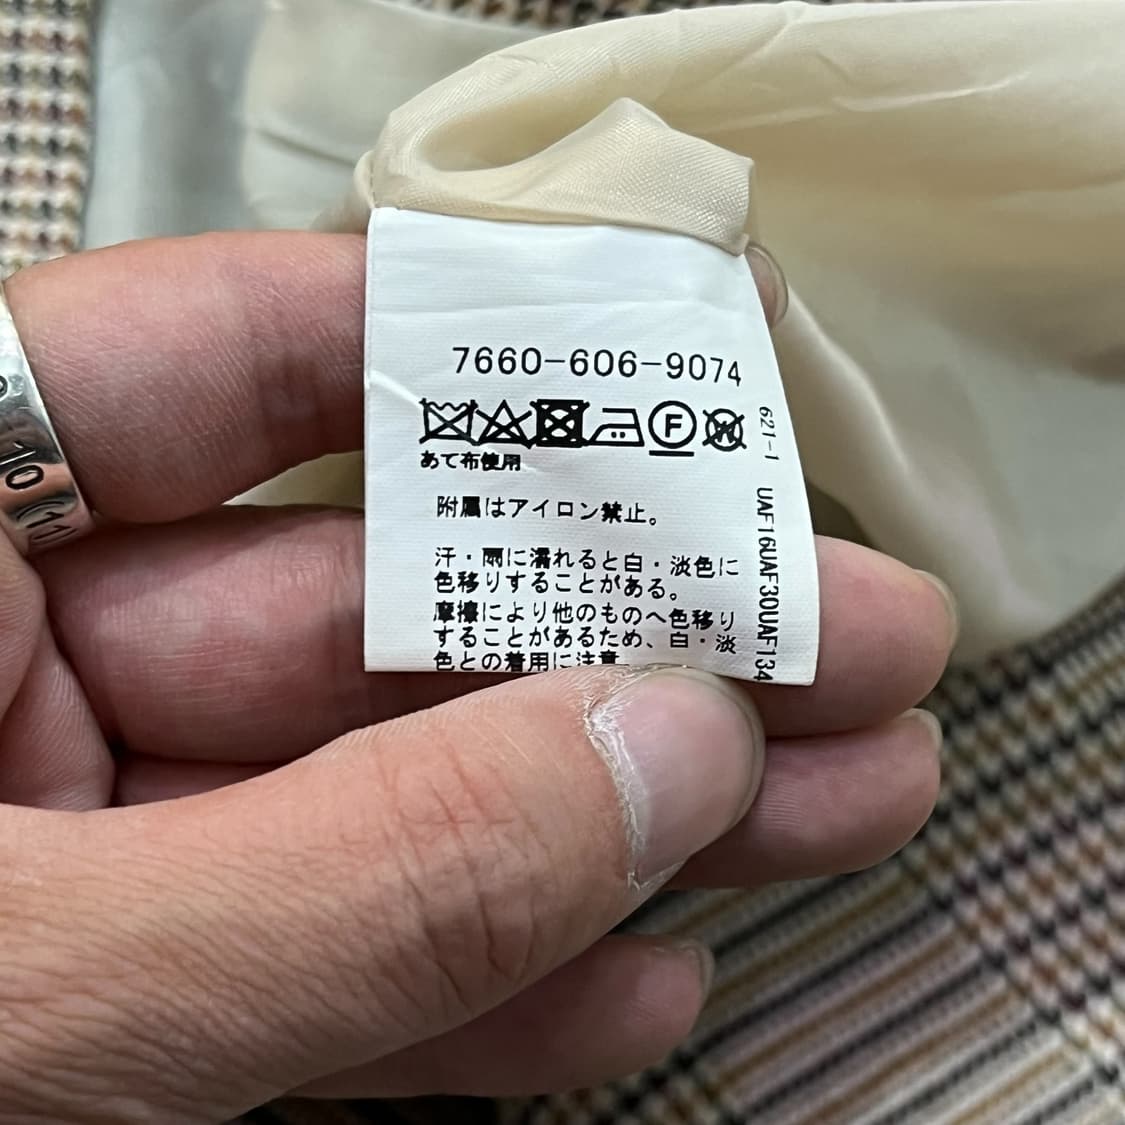 7660-606-9074
F W
あて布使用
附属はアイロン禁止。
汗・雨に濡れると白・淡色に
色移りすることがある。
摩擦により他のものへ色移り
することがあるため、白・淡
色との着用に注意。
621-1 UAF16UAF30UAF134
10 (11